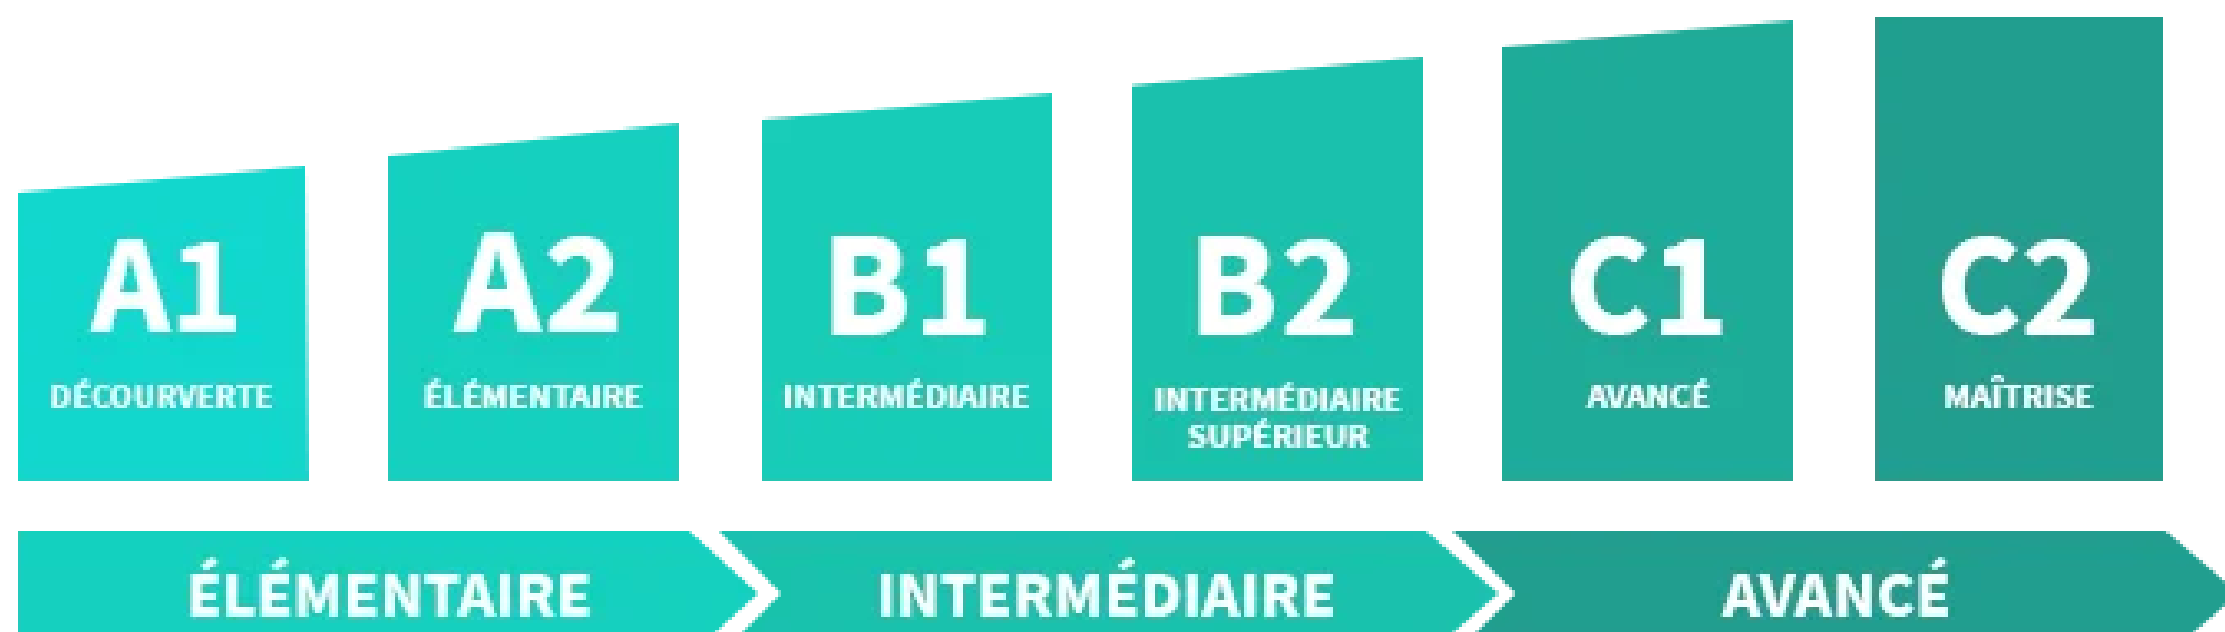 A1
DÉCOURVERTE
A2
ÉLÉMENTAIRE
B1
INTERMÉDIAIRE
B2
INTERMÉDIAIRE
SUPÉRIEUR
C1
AVANCÉ
C2
MAÎTRISE
ÉLÉMENTAIRE
INTERMÉDIAIRE
AVANCÉ